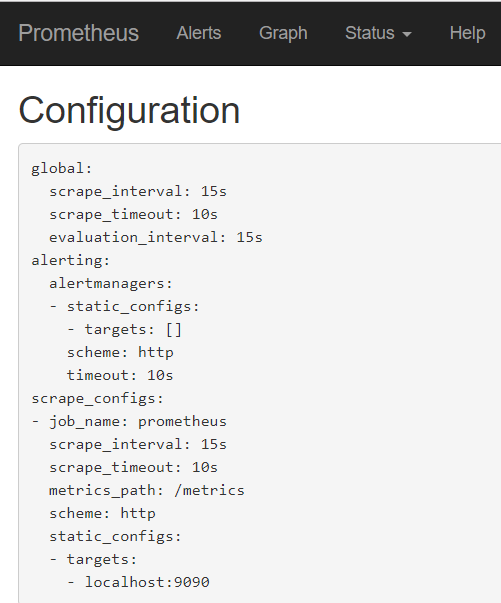 Prometheus Alerts Graph Status Help
Configuration
global:
  scrape_interval: 15s
  scrape_timeout: 10s
  evaluation_interval: 15s
alerting:
  alertmanagers:
  - static_configs:
    - targets: []
    scheme: http
    timeout: 10s
scrape_configs:
- job_name: prometheus
  scrape_interval: 15s
  scrape_timeout: 10s
  metrics_path: /metrics
  scheme: http
  static_configs:
  - targets:
    - localhost:9090